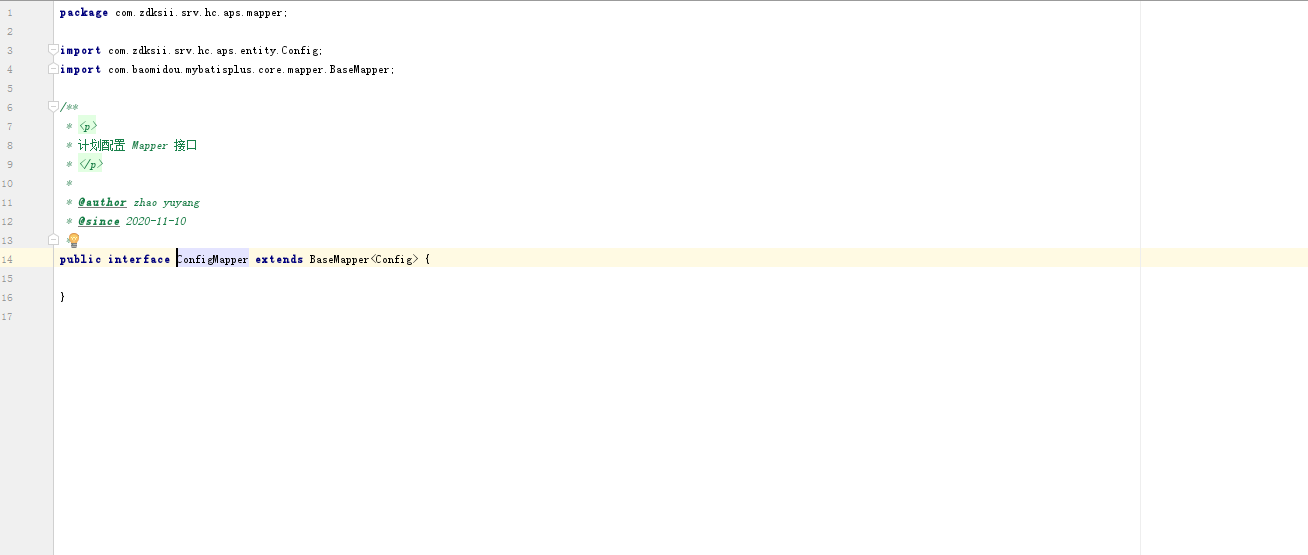 1 package com.zdksii.srv.hc.aps.mapper;
2
3 import com.zdksii.srv.hc.aps.entity.Config;
4 import com.baomidou.mybatisplus.core.mapper.BaseMapper;
5
6 /**
7 * <p>
8 * 计划配置 Mapper 接口
9 * </p>
10 *
11 * @author zhao yuyang
12 * @since 2020-11-10
13 *
14 public interface ConfigMapper extends BaseMapper<Config> {
15
16 }
17